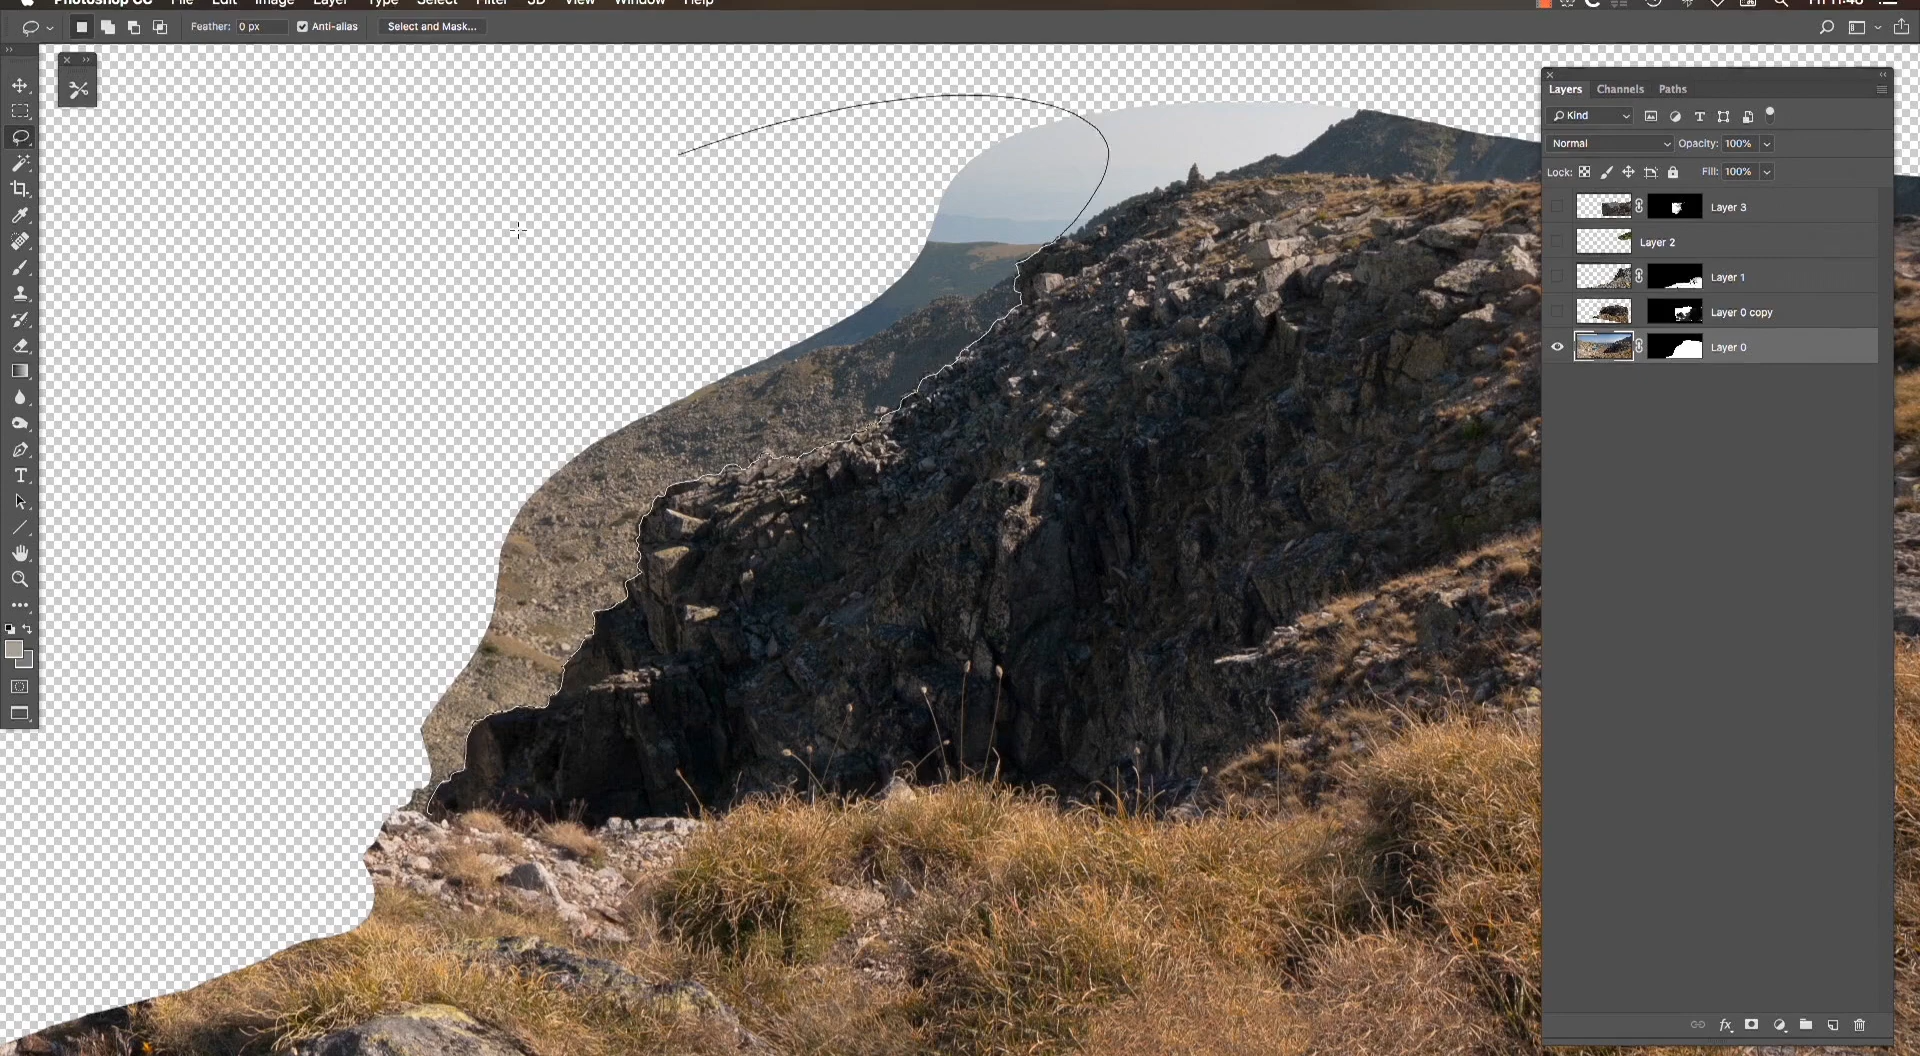 Photoshop CC File Edit Image Layer Type Select Filter 3D View Window Help
Feather: 0 px Anti-alias Select and Mask...
Layers Channels Paths
Kind
Normal Opacity: 100%
Lock: Fill: 100%
Layer 3
Layer 2
Layer 1
Layer 0 copy
Layer 0
fx